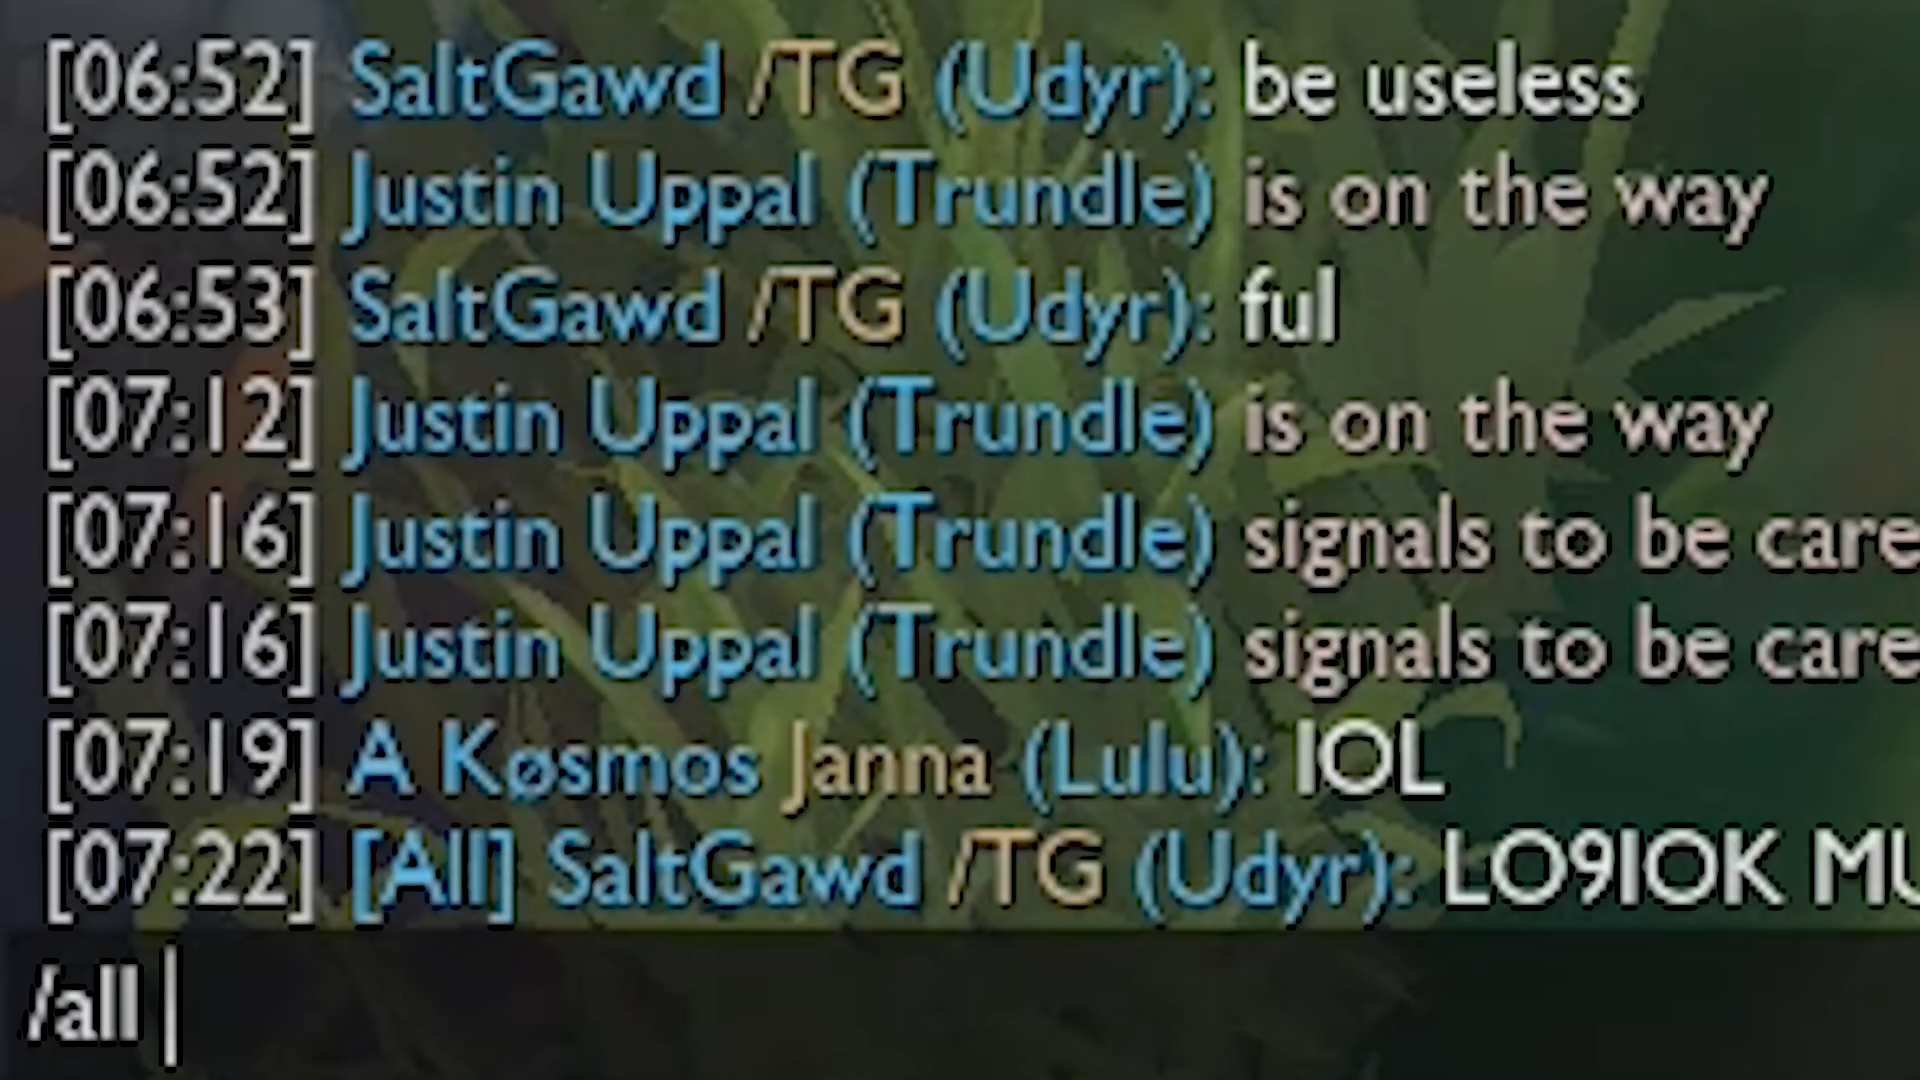 [06:52] SaltGawd /TG (Udyr): be useless
[06:52] Justin Uppal (Trundle) is on the way
[06:53] SaltGawd /TG (Udyr): ful
[07:12] Justin Uppal (Trundle) is on the way
[07:16] Justin Uppal (Trundle) signals to be care
[07:16] Justin Uppal (Trundle) signals to be care
[07:19] A Køsmos Janna (Lulu): lOL
[07:22] [All] SaltGawd /TG (Udyr): LO9IOK MU
/all